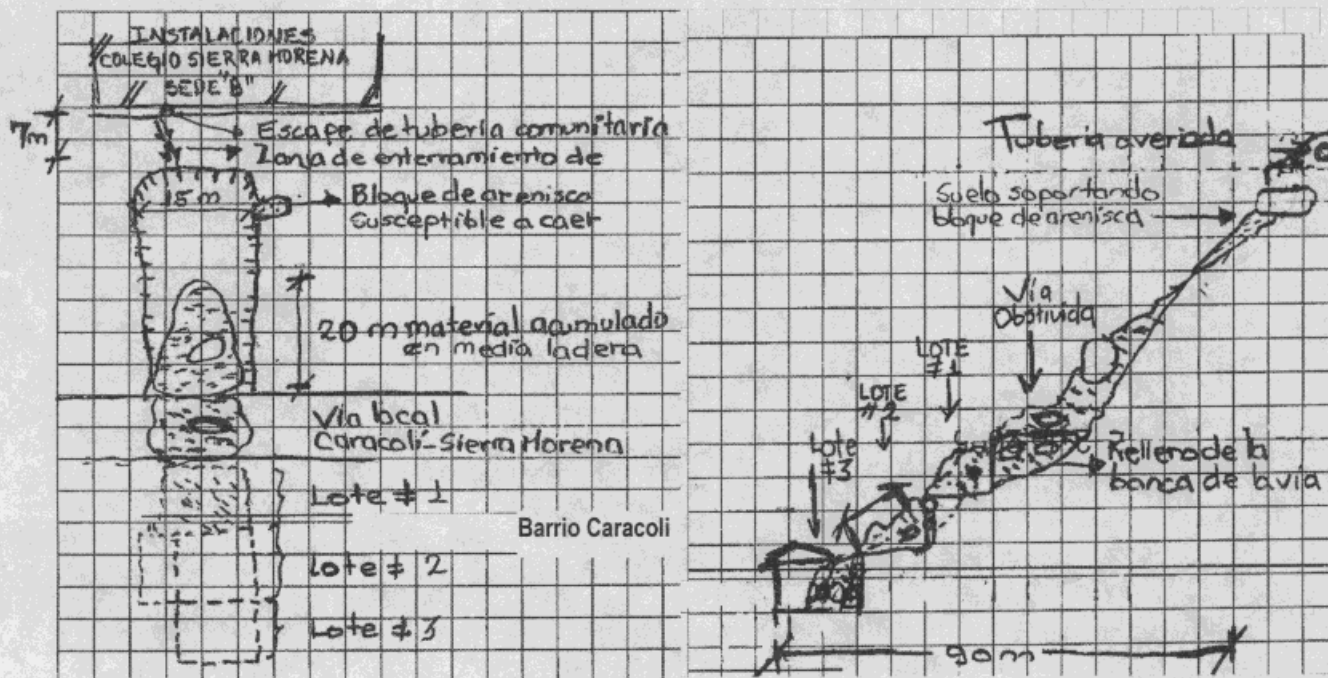 INSTALACIONES
COLEGIO SIERRA MORENA
SEDE "B"
7m
Escape de tubería comunitaria
Zanja de enterramiento de
15 m
Bloque de arenisca
susceptible a caer
20 m material acumulado
en media ladera
Vía local
Caracolí-Sierra Morena
Lote # 1
Barrio Caracoli
Lote # 2
Lote # 3
Tubería averiada
Suelo soportando
bloque de arenisca
Vía
Obstruida
LOTE
#1
LOTE
# 2
Lote
#3
Relleno de la
banca de la vía
90 m